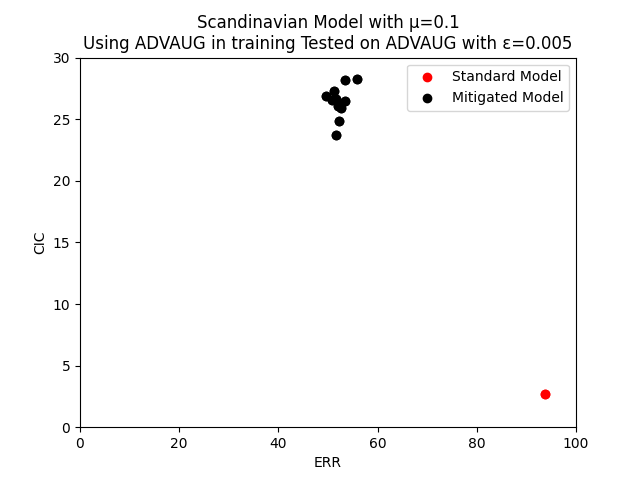 Scandinavian Model with μ=0.1
Using ADVAUG in training Tested on ADVAUG with ε=0.005
Standard Model
Mitigated Model
30
25
20
15
10
5
0
CIC
0 20 40 60 80 100
ERR